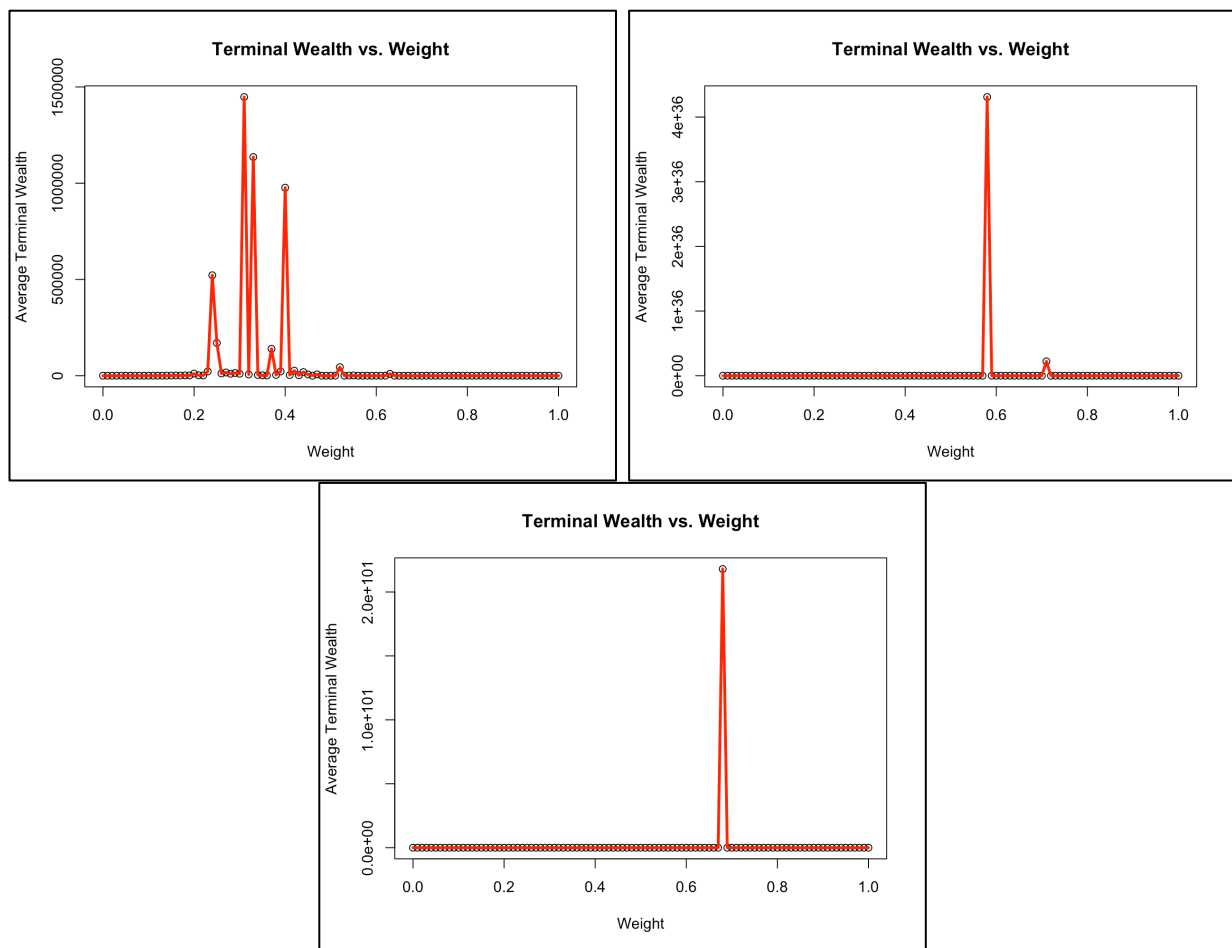 Terminal Wealth vs. Weight
Average Terminal Wealth
1500000
1000000
500000
0
0.0 0.2 0.4 0.6 0.8 1.0
Weight
Terminal Wealth vs. Weight
Average Terminal Wealth
4e+36
3e+36
2e+36
1e+36
0e+00
0.0 0.2 0.4 0.6 0.8 1.0
Weight
Terminal Wealth vs. Weight
Average Terminal Wealth
2.0e+101
1.0e+101
0.0e+00
0.0 0.2 0.4 0.6 0.8 1.0
Weight